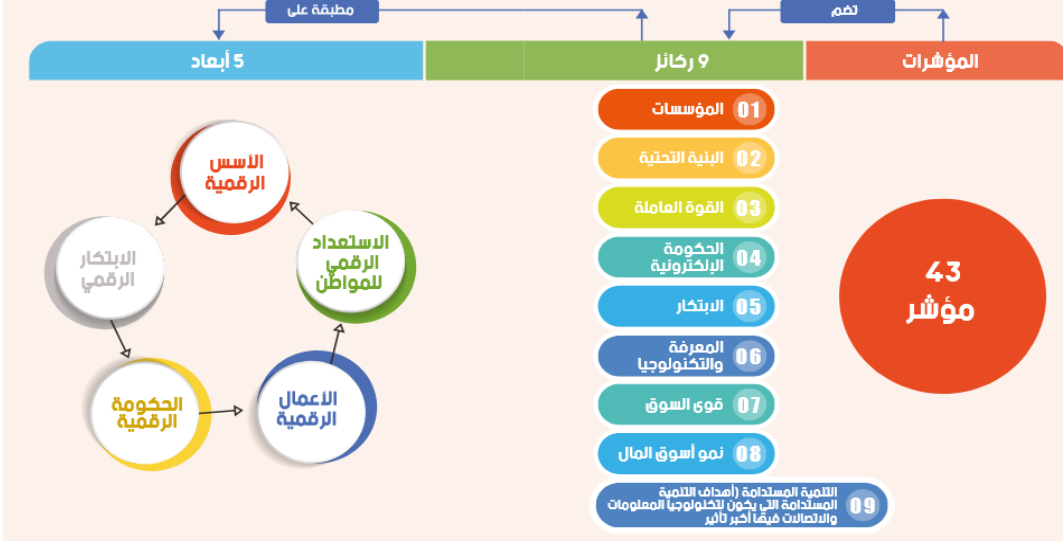 تضم
مطبقة على
المؤشرات
9 ركائز
5 أبعاد
43
مؤشر
01 المؤسسات
02 البنية التحتية
03 القوة العاملة
04 الحكومة
الإلكترونية
05 الابتكار
06 المعرفة
والتكنولوجيا
07 قوى السوق
08 نمو أسوق المال
09 التنمية المستدامة (أهداف التنمية
المستدامة التي يكون لتكنولوجيا المعلومات
والاتصالات فيها أكبر تأثير
الأسس
الرقمية
الابتكار
الرقمي
الحكومة
الرقمية
الأعمال
الرقمية
الاستعداد
الرقمي
للمواطن